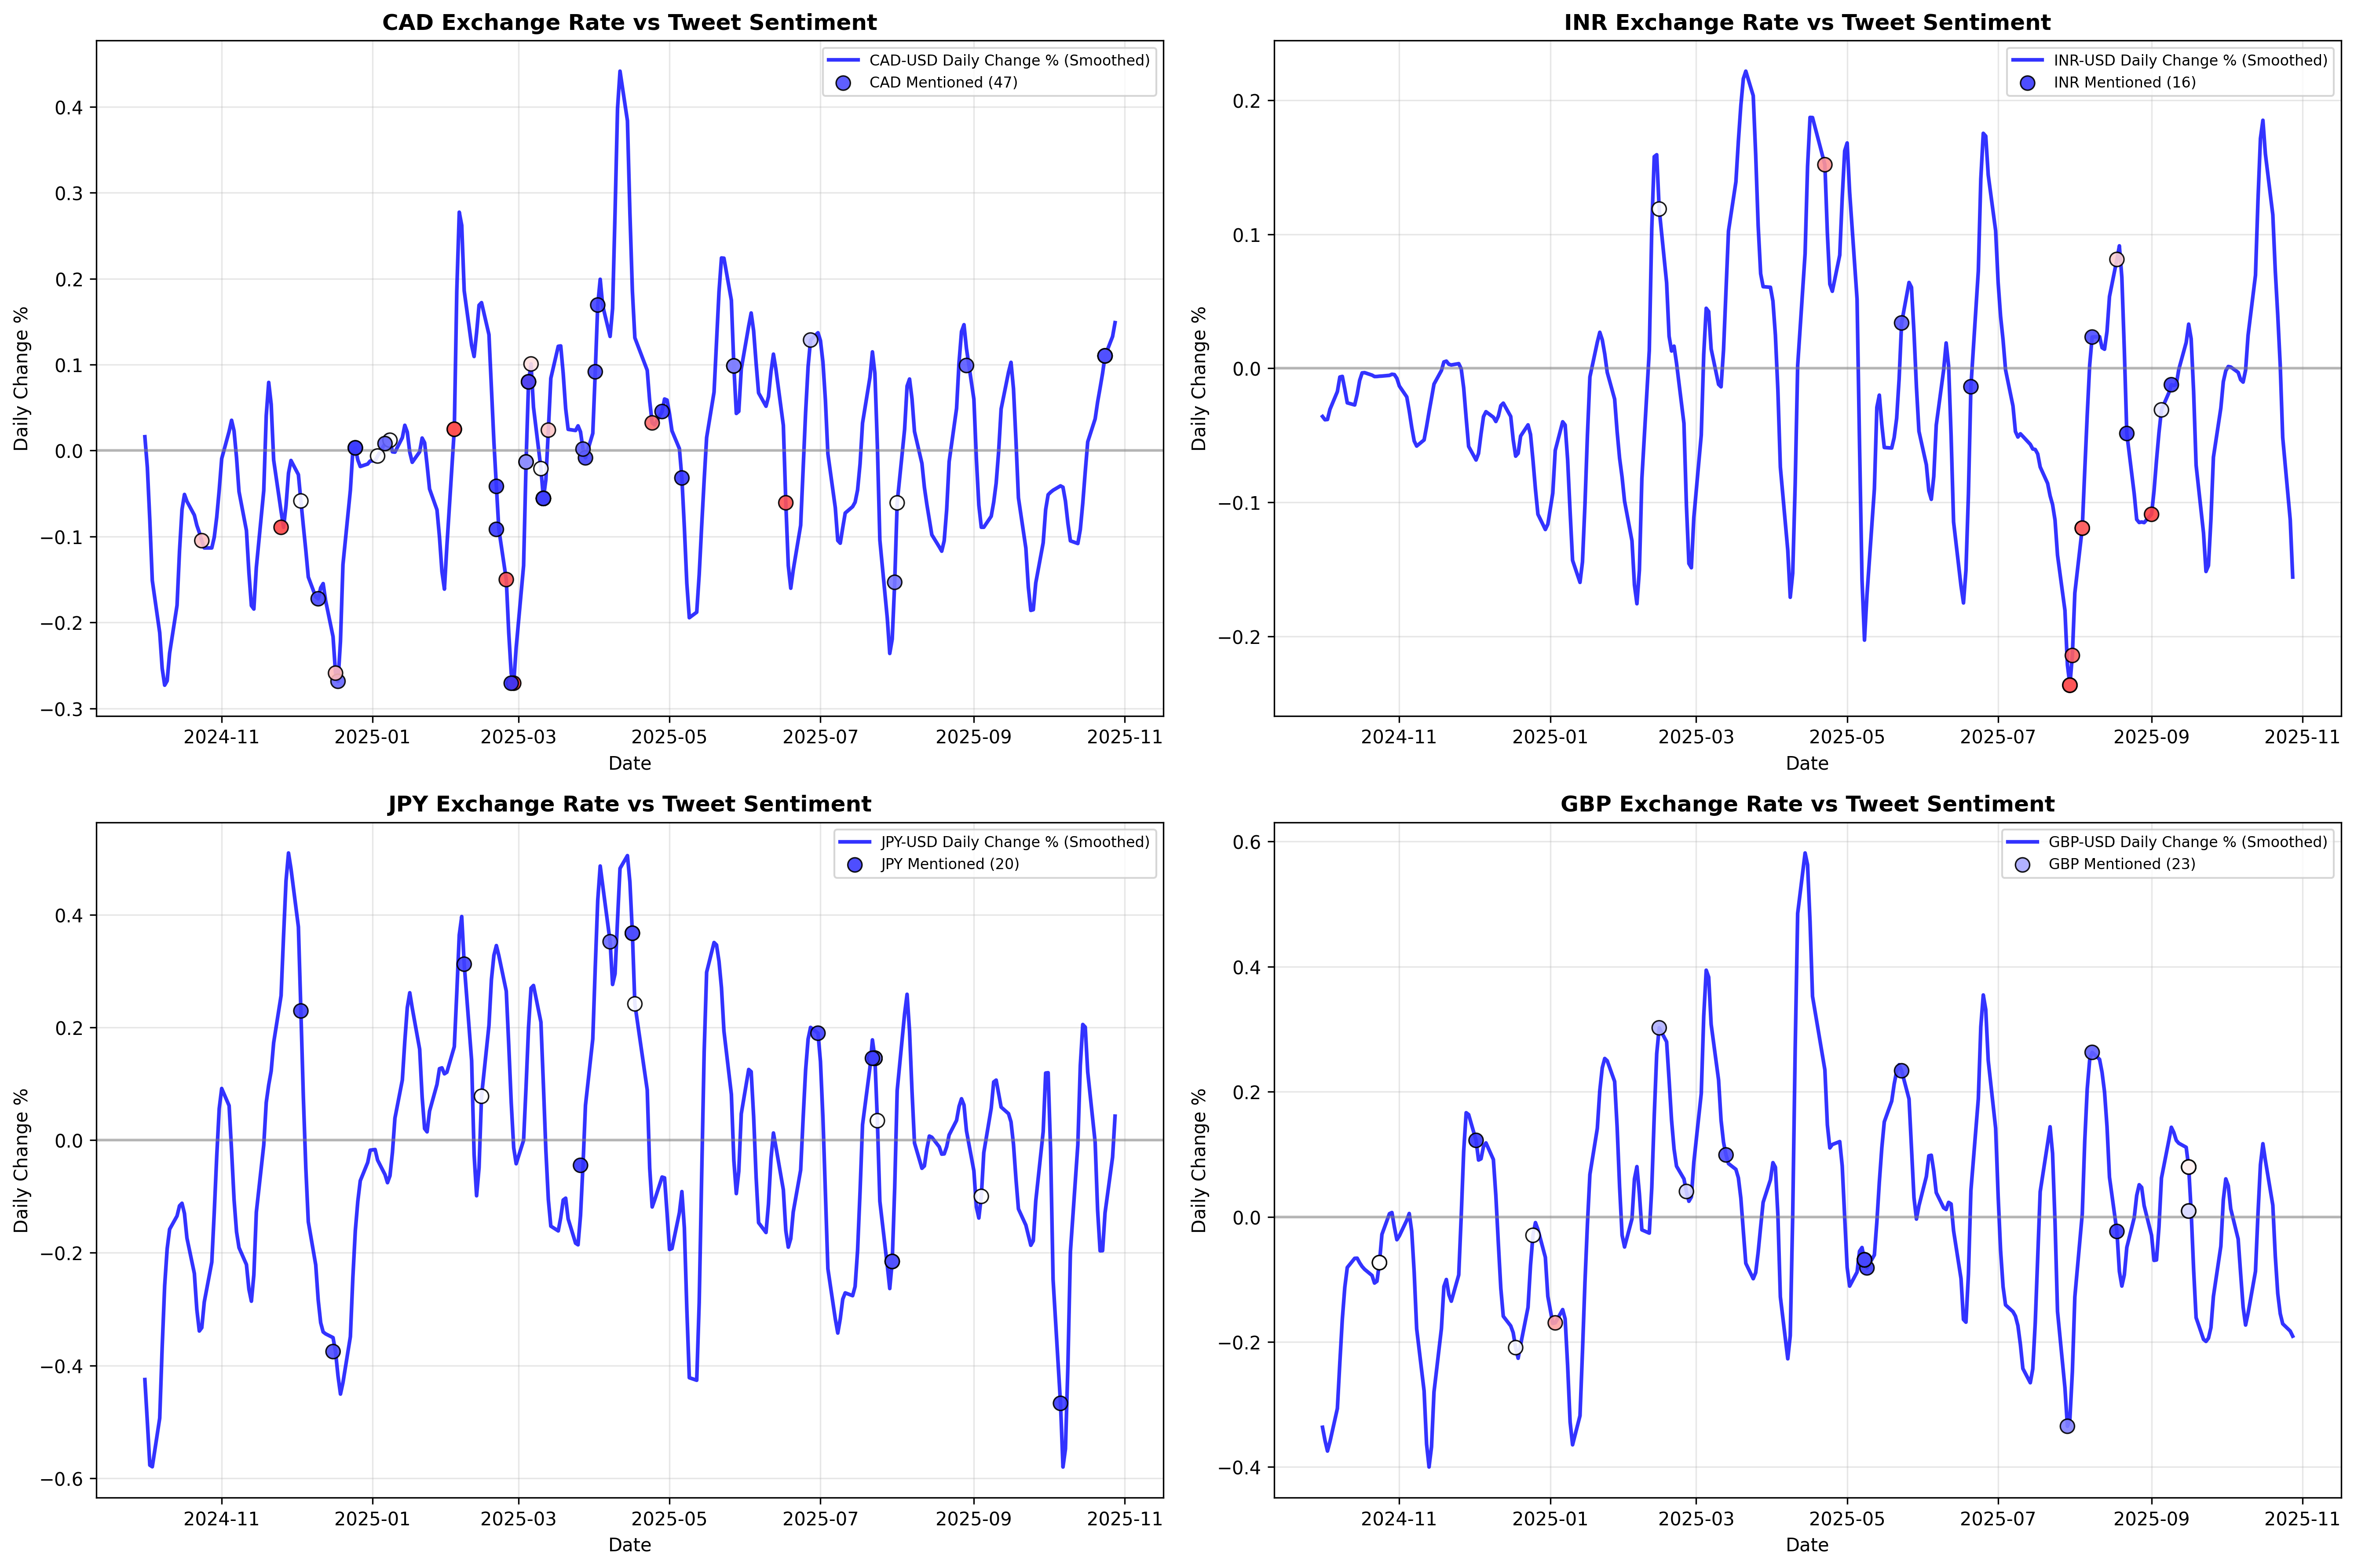 CAD Exchange Rate vs Tweet Sentiment
CAD-USD Daily Change % (Smoothed)
CAD Mentioned (47)
Daily Change %
0.4
0.3
0.2
0.1
0.0
−0.1
−0.2
−0.3
2024-11 2025-01 2025-03 2025-05 2025-07 2025-09 2025-11
Date
INR Exchange Rate vs Tweet Sentiment
INR-USD Daily Change % (Smoothed)
INR Mentioned (16)
Daily Change %
0.2
0.1
0.0
−0.1
−0.2
2024-11 2025-01 2025-03 2025-05 2025-07 2025-09 2025-11
Date
JPY Exchange Rate vs Tweet Sentiment
JPY-USD Daily Change % (Smoothed)
JPY Mentioned (20)
Daily Change %
0.4
0.2
0.0
−0.2
−0.4
−0.6
2024-11 2025-01 2025-03 2025-05 2025-07 2025-09 2025-11
Date
GBP Exchange Rate vs Tweet Sentiment
GBP-USD Daily Change % (Smoothed)
GBP Mentioned (23)
Daily Change %
0.6
0.4
0.2
0.0
−0.2
−0.4
2024-11 2025-01 2025-03 2025-05 2025-07 2025-09 2025-11
Date